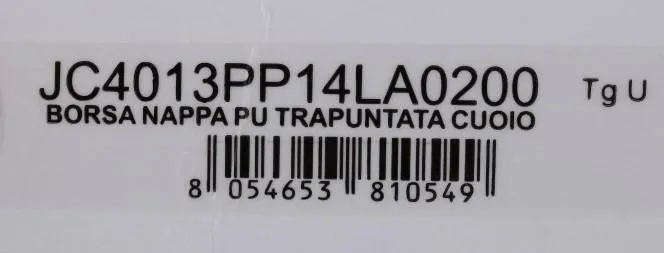 JC4013PP14LA0200 Tg U
BORSA NAPPA PU TRAPUNTATA CUOIO
8 054653 810549